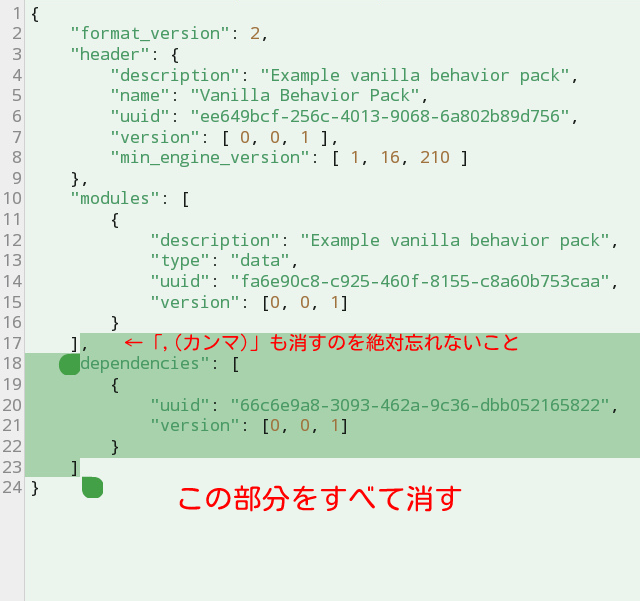 1 {
2 "format_version": 2,
3 "header": {
4 "description": "Example vanilla behavior pack",
5 "name": "Vanilla Behavior Pack",
6 "uuid": "ee649bcf-256c-4013-9068-6a802b89d756",
7 "version": [ 0, 0, 1 ],
8 "min_engine_version": [ 1, 16, 210 ]
9 },
10 "modules": [
11 {
12 "description": "Example vanilla behavior pack",
13 "type": "data",
14 "uuid": "fa6e90c8-c925-460f-8155-c8a60b753caa",
15 "version": [0, 0, 1]
16 }
17 ], ←「,(カンマ)」も消すのを絶対忘れないこと
18 dependencies": [
19 {
20 "uuid": "66c6e9a8-3093-462a-9c36-dbb052165822",
21 "version": [0, 0, 1]
22 }
23 ]
24 }
この部分をすべて消す